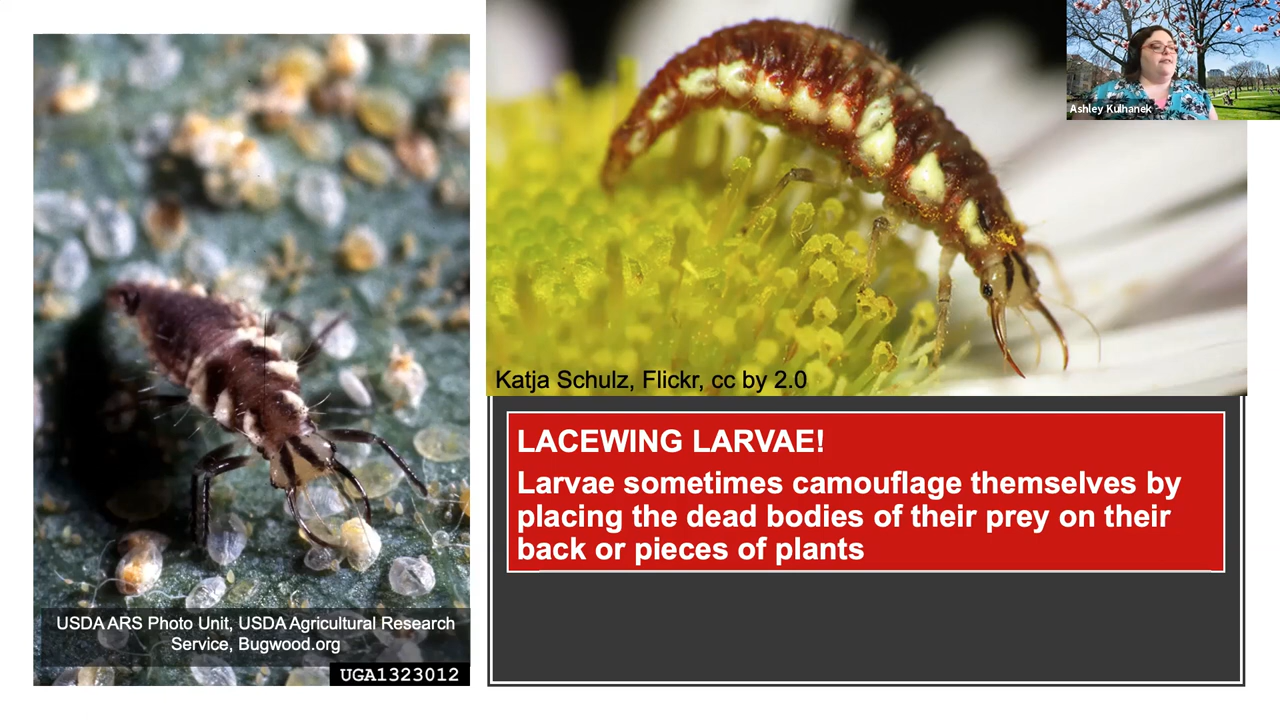 Ashley Kulhanek
Katja Schulz, Flickr, cc by 2.0
LACEWING LARVAE!
Larvae sometimes camouflage themselves by
placing the dead bodies of their prey on their
back or pieces of plants
USDA ARS Photo Unit, USDA Agricultural Research
Service, Bugwood.org
UGA1323012